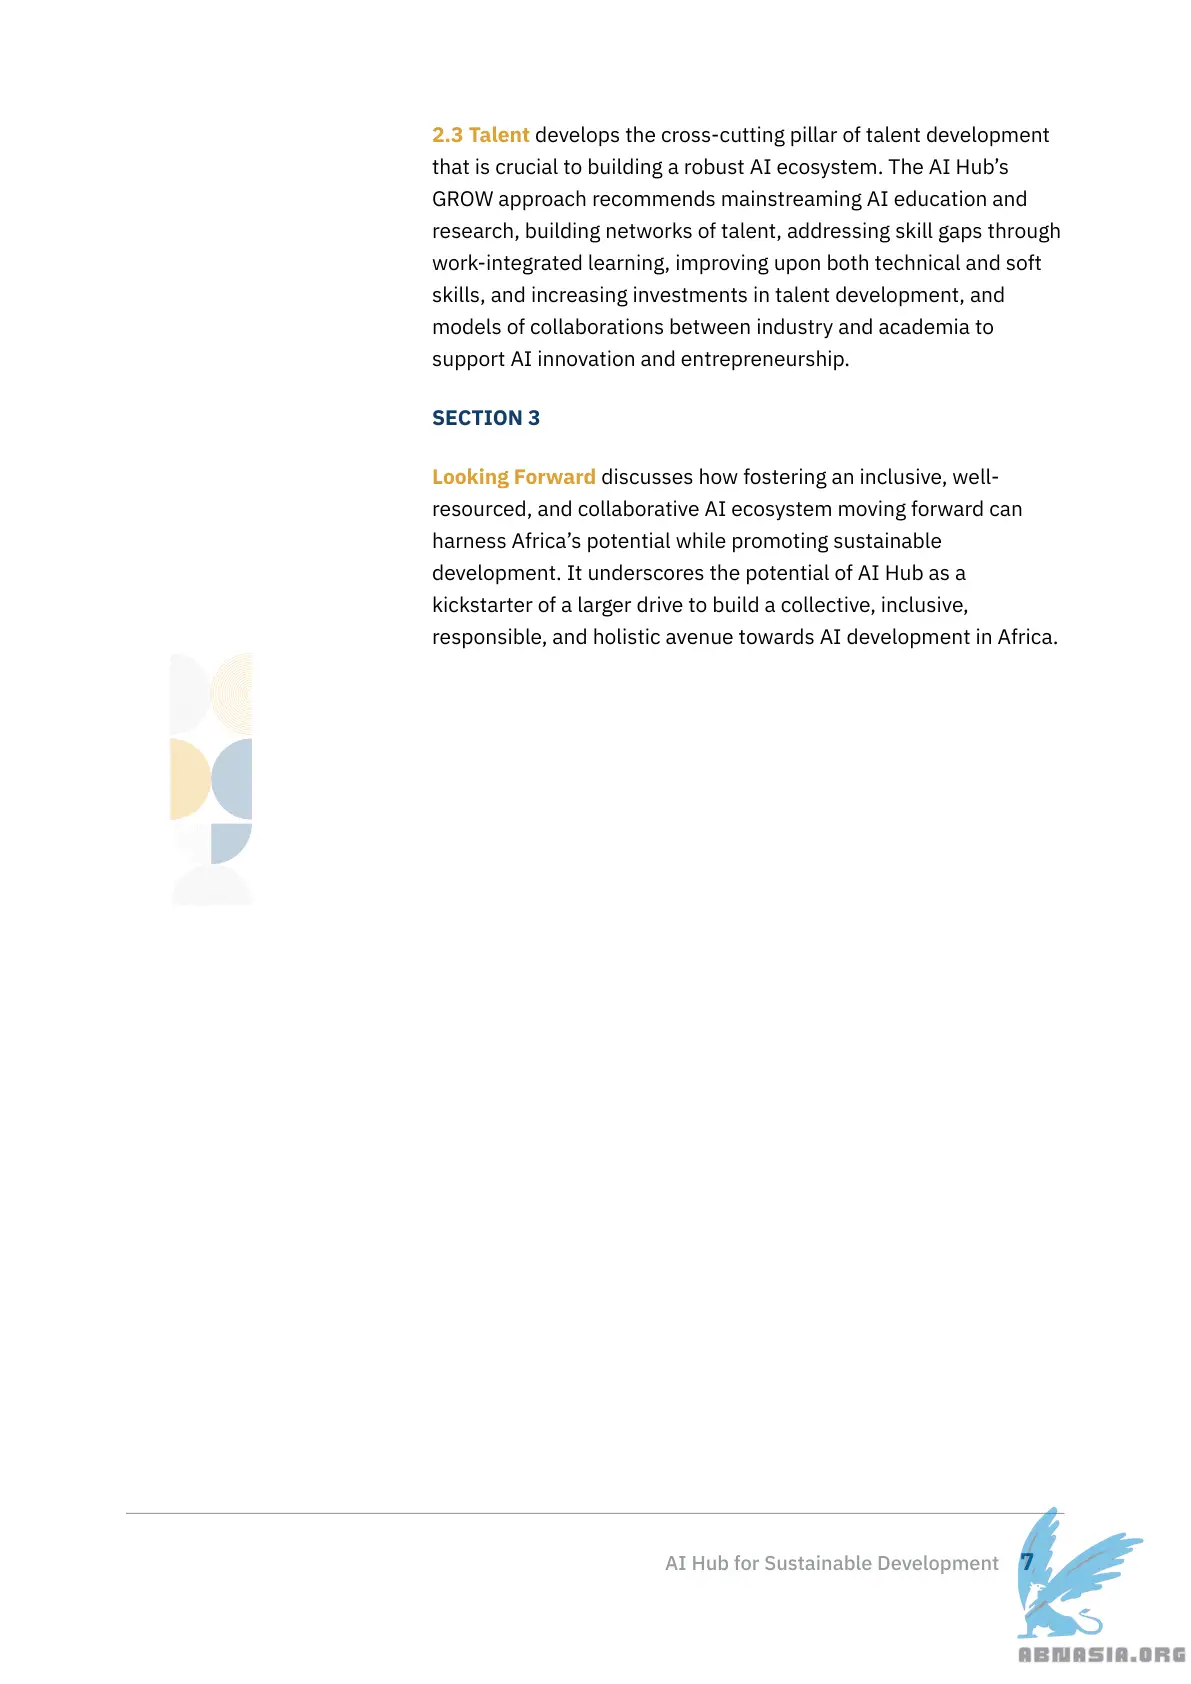 2.3 Talent develops the cross-cutting pillar of talent development
that is crucial to building a robust AI ecosystem. The AI Hub’s
GROW approach recommends mainstreaming AI education and
research, building networks of talent, addressing skill gaps through
work-integrated learning, improving upon both technical and soft
skills, and increasing investments in talent development, and
models of collaborations between industry and academia to
support AI innovation and entrepreneurship.
SECTION 3
Looking Forward discusses how fostering an inclusive, well-
resourced, and collaborative AI ecosystem moving forward can
harness Africa’s potential while promoting sustainable
development. It underscores the potential of AI Hub as a
kickstarter of a larger drive to build a collective, inclusive,
responsible, and holistic avenue towards AI development in Africa.
AI Hub for Sustainable Development 7
ABNASIA.ORG